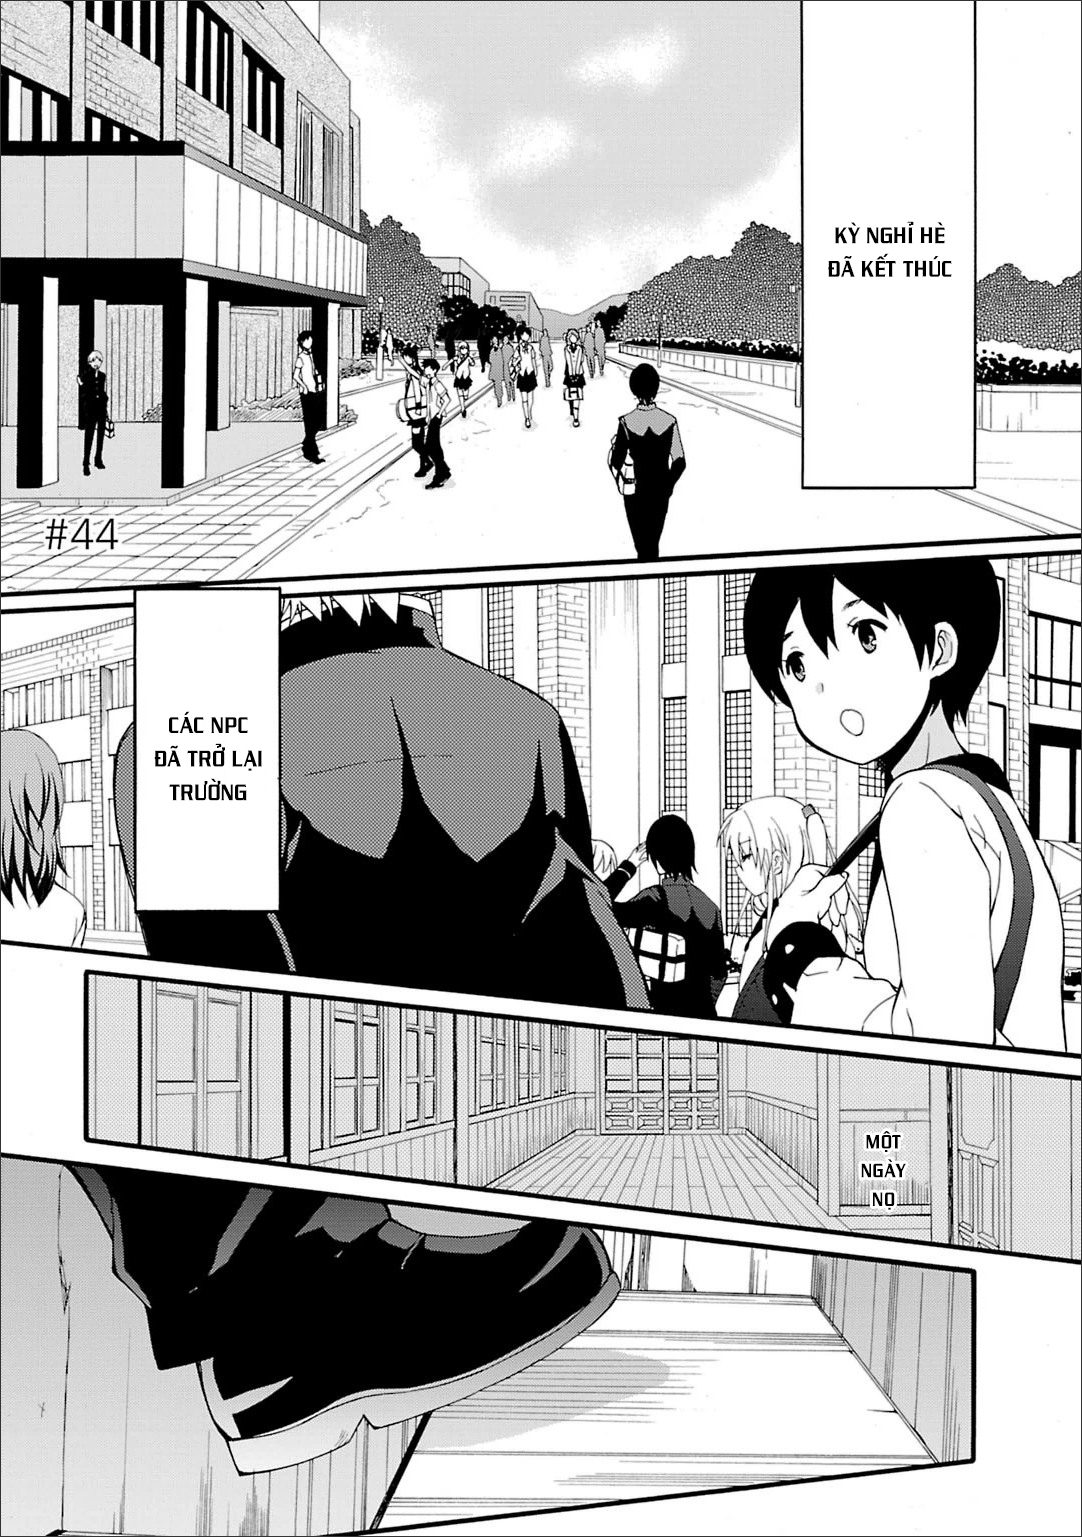 KỲ NGHỈ HÈ
ĐÃ KẾT THÚC
#44
CÁC NPC
ĐÃ TRỞ LẠI
TRƯỜNG
MỘT
NGÀY
NỌ